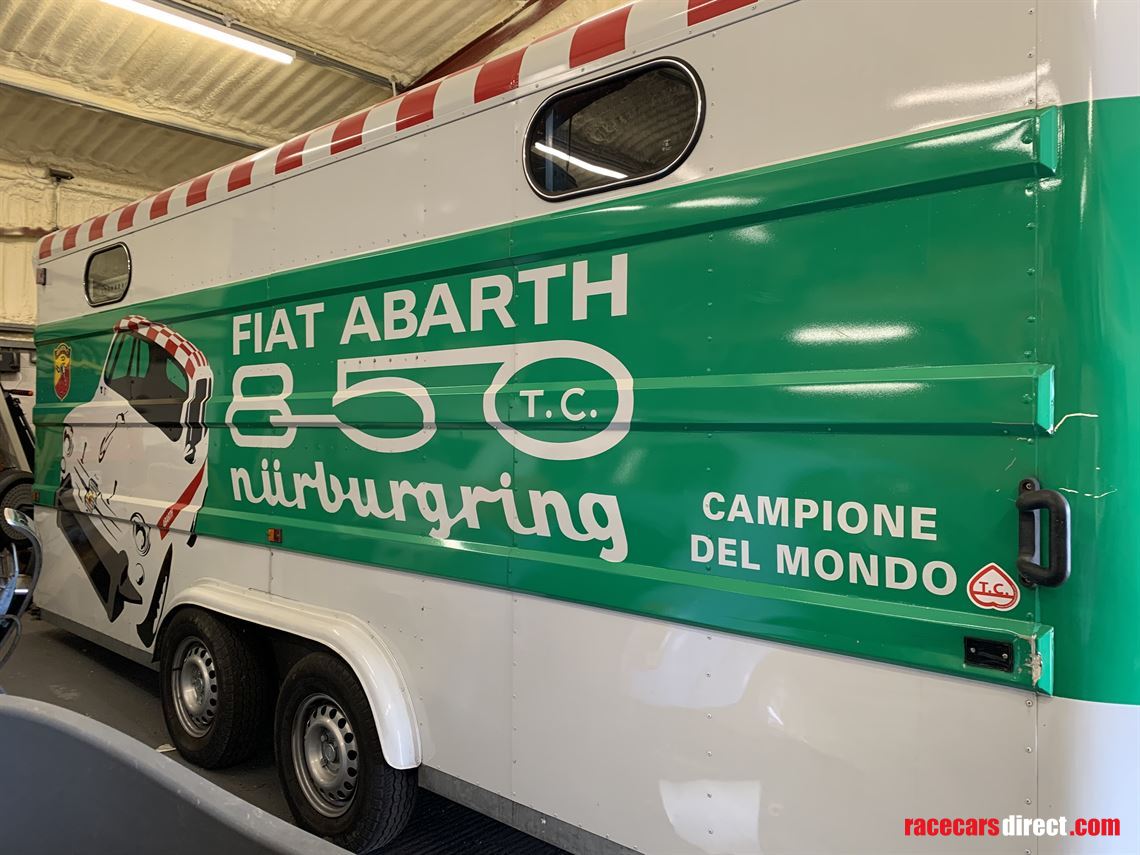 FIAT ABARTH
850
T.C.
nürburgring
CAMPIONE
DEL MONDO
T.C.
racecarsdirect.com